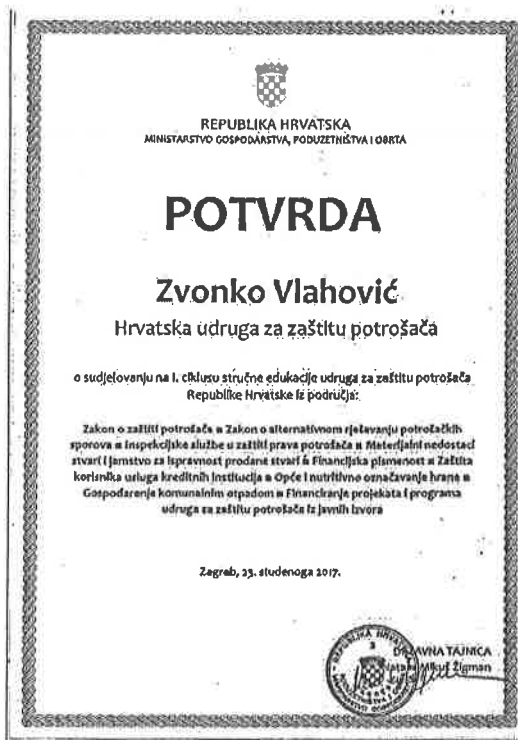 REPUBLIKA HRVATSKA
MINISTARSTVO GOSPODARSTVA, PODUZETNIŠTVA I OBRTA
POTVRDA
Zvonko Vlahović
Hrvatska udruga za zaštitu potrošača
o sudjelovanju na I. ciklusu stručne edukacije udruga za zaštitu potrošača
Republike Hrvatske iz područja:
Zakon o zaštiti potrošača ■ Zakon o alternativnom rješavanju potrošačkih
sporova ■ Inspekcijske službe u zaštiti prava potrošača ■ Materijalni nedostaci
stvari i jamstvo za ispravnost prodane stvari ■ Financijska pismenost ■ Zaštita
korisnika usluga kreditnih institucija ■ Opće i nutritivno označavanje hrane ■
Gospodarenje komunalnim otpadom ■ Financiranje projekata i programa
udruga za zaštitu potrošača iz javnih izvora
Zagreb, 23. studenoga 2017.
DRŽAVNA TAJNICA
Mikuš Žigman
REPUBLIKA HRVATSKA